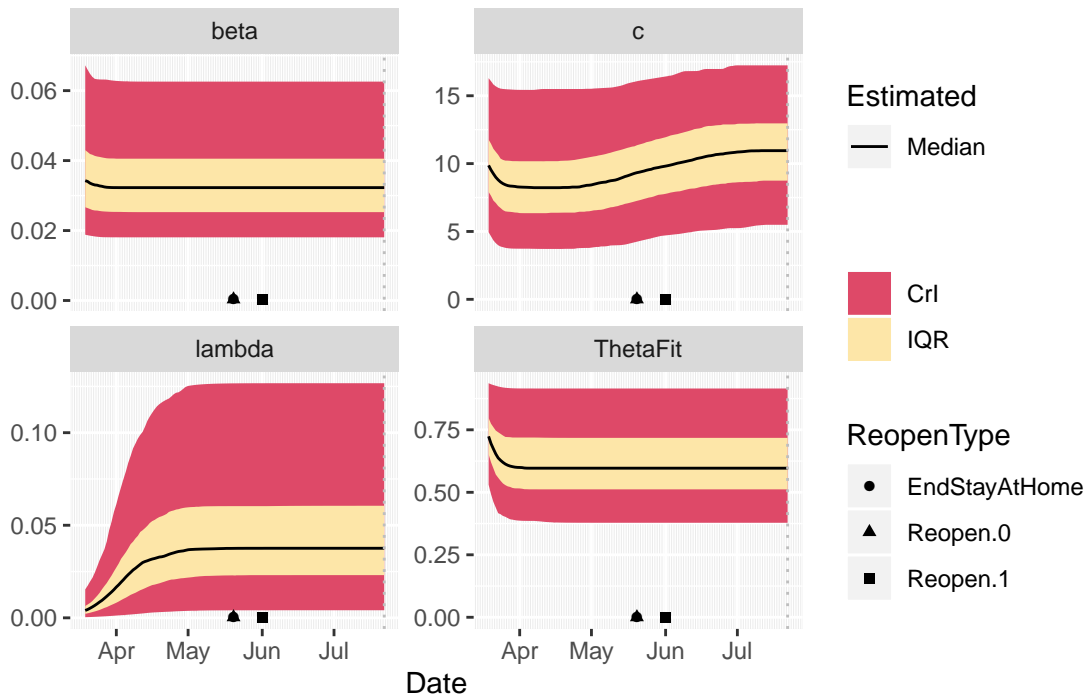 beta
c
0.06
0.04
0.02
0.00
15
10
5
0
lambda
ThetaFit
0.10
0.05
0.00
0.75
0.50
0.25
0.00
Apr May Jun Jul
Apr May Jun Jul
Date
Estimated
Median
CrI
IQR
ReopenType
EndStayAtHome
Reopen.0
Reopen.1